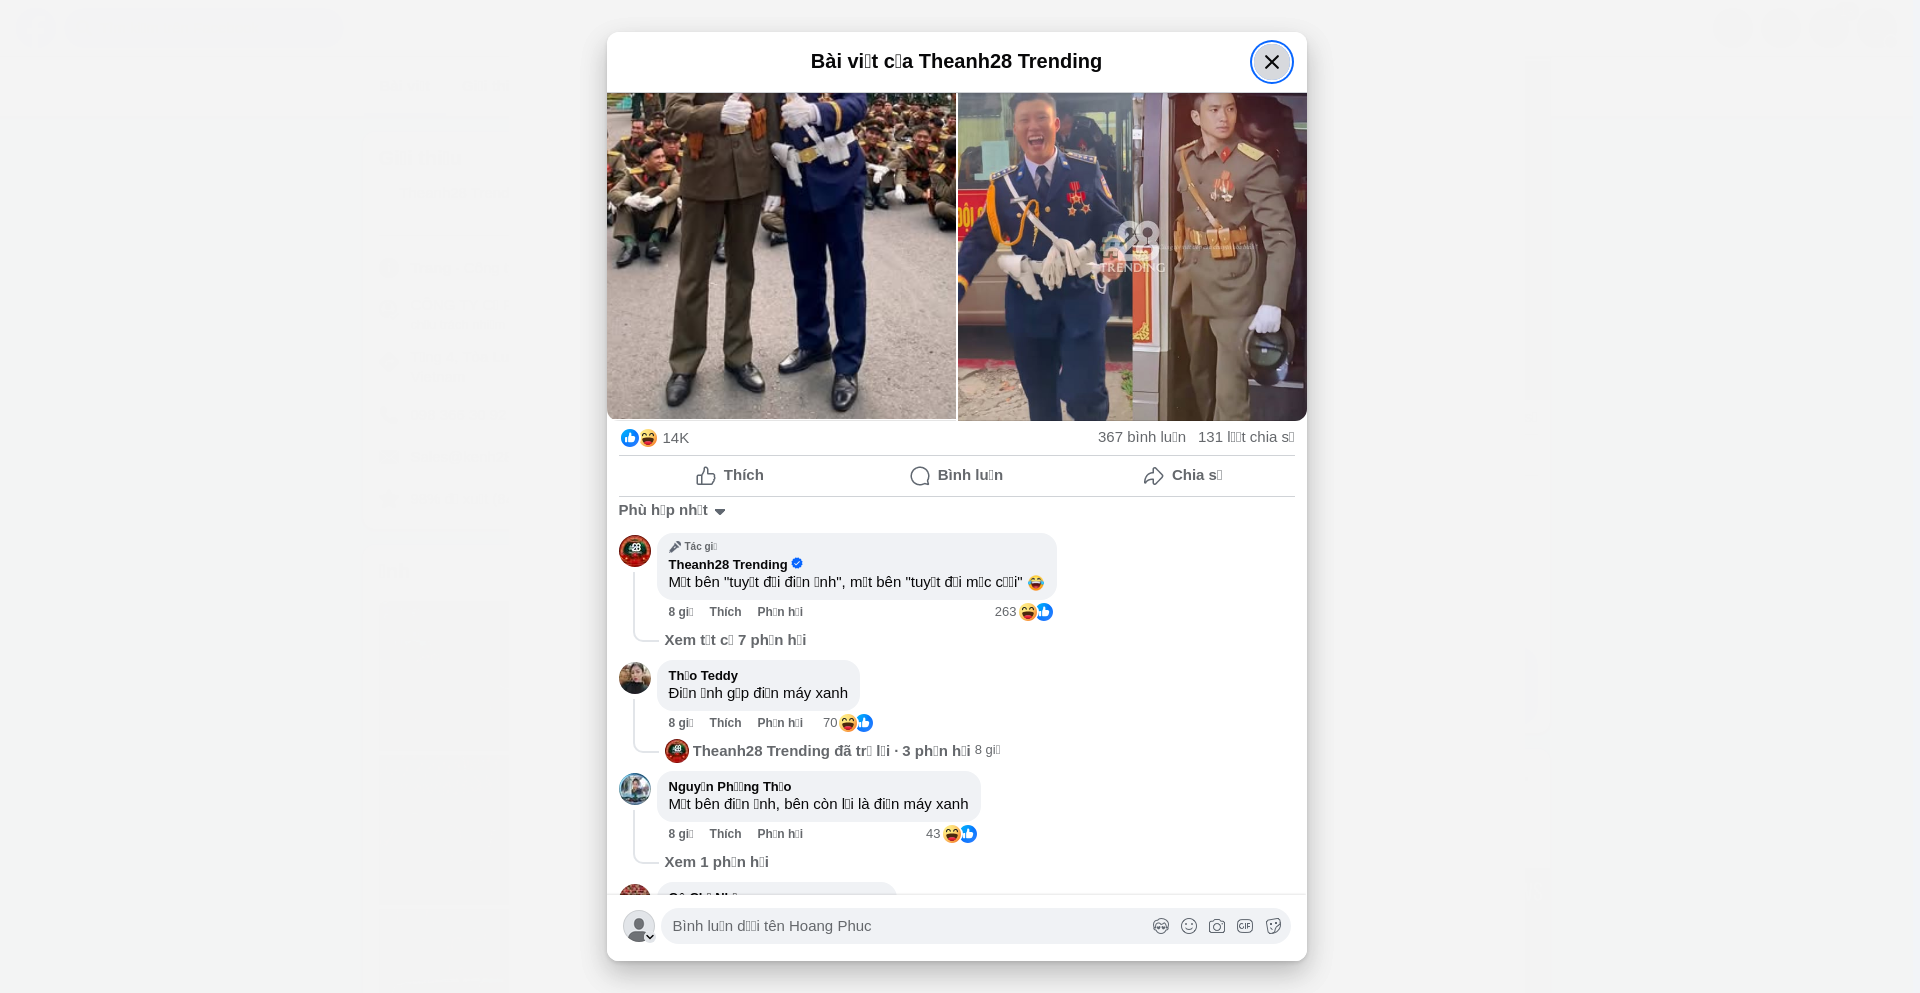 Bài vi▯t c▯a Theanh28 Trending
ĐỘI
28
TRENDING
14K
367 bình lu▯n 131 l▯▯t chia s▯
Thích
Bình lu▯n
Chia s▯
Phù h▯p nh▯t
Tác gi▯
Theanh28 Trending
M▯t bên "tuy▯t đ▯i đi▯n ▯nh", m▯t bên "tuy▯t đ▯i m▯c c▯▯i"
8 gi▯ Thích Ph▯n h▯i 263
Xem t▯t c▯ 7 ph▯n h▯i
Th▯o Teddy
Đi▯n ▯nh g▯p đi▯n máy xanh
8 gi▯ Thích Ph▯n h▯i 70
Theanh28 Trending đã tr▯ l▯i · 3 ph▯n h▯i 8 gi▯
Nguy▯n Ph▯▯ng Th▯o
M▯t bên đi▯n ▯nh, bên còn l▯i là đi▯n máy xanh
8 gi▯ Thích Ph▯n h▯i 43
Xem 1 ph▯n h▯i
Bình lu▯n d▯▯i tên Hoang Phuc
GIF